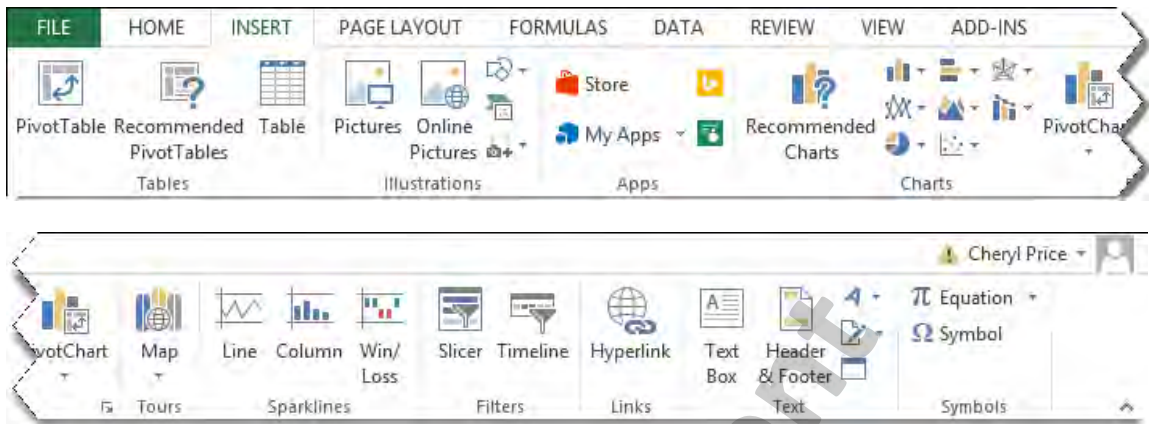 FILE HOME INSERT PAGE LAYOUT FORMULAS DATA REVIEW VIEW ADD-INS
Store
My Apps
PivotTable Recommended Table Pictures Online Recommended PivotChar
PivotTables Pictures Charts
Tables Illustrations Apps Charts
Cheryl Price
π Equation
Ω Symbol
ivotChart Map Line Column Win/ Slicer Timeline Hyperlink Text Header
Loss Box & Footer
Tours Sparklines Filters Links Text Symbols